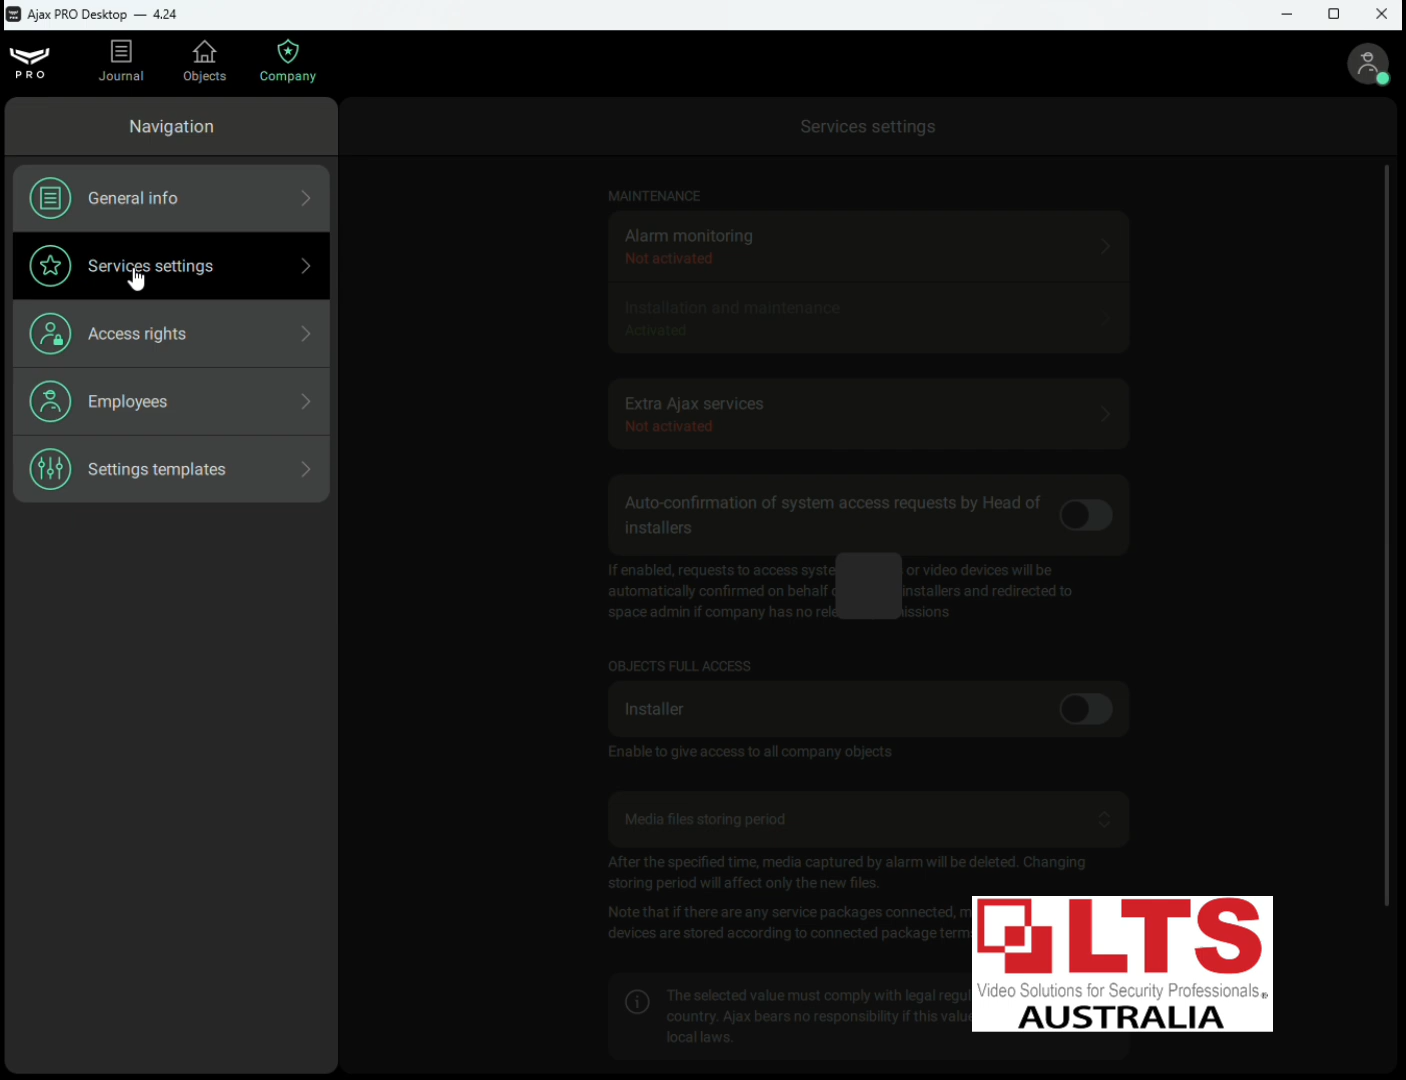 Ajax PRO Desktop — 4.24
PRO
Journal
Objects
Company
Navigation
General info
Services settings
Access rights
Employees
Settings templates
Services settings
MAINTENANCE
Alarm monitoring
Not activated
Installation and maintenance
Activated
Extra Ajax services
Not activated
Auto-confirmation of system access requests by Head of
installers
If enabled, requests to access or video devices will be
automatically confirmed on behalf installers and redirected to
space admin if company has no
OBJECTS FULL ACCESS
Installer
Enable to give access to all company objects
Media files storing period
After the specified time, media captured by alarm will be deleted. Changing
storing period will affect only the new files.
Note that if there are any service packages connected,
devices are stored according to connected package
The selected value must comply with legal
country. Ajax bears no responsibility if this
local laws.
LTS
Video Solutions for Security Professionals®
AUSTRALIA